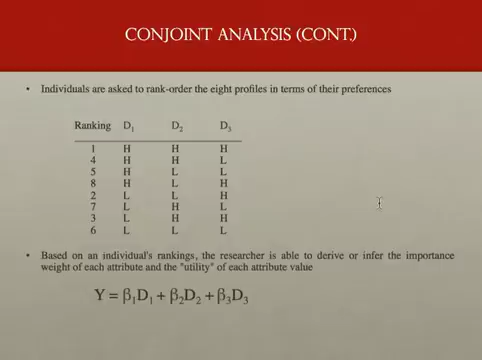 CONJOINT ANALYSIS (CONT.)
• Individuals are asked to rank-order the eight profiles in terms of their preferences
Ranking D₁ D₂ D₃
1 H H H
4 H H L
5 H L L
8 H L H
2 L L H
7 L H L
3 L H H
6 L L L
• Based on an individual's rankings, the researcher is able to derive or infer the importance
weight of each attribute and the "utility" of each attribute value
Y = β₁D₁ + β₂D₂ + β₃D₃